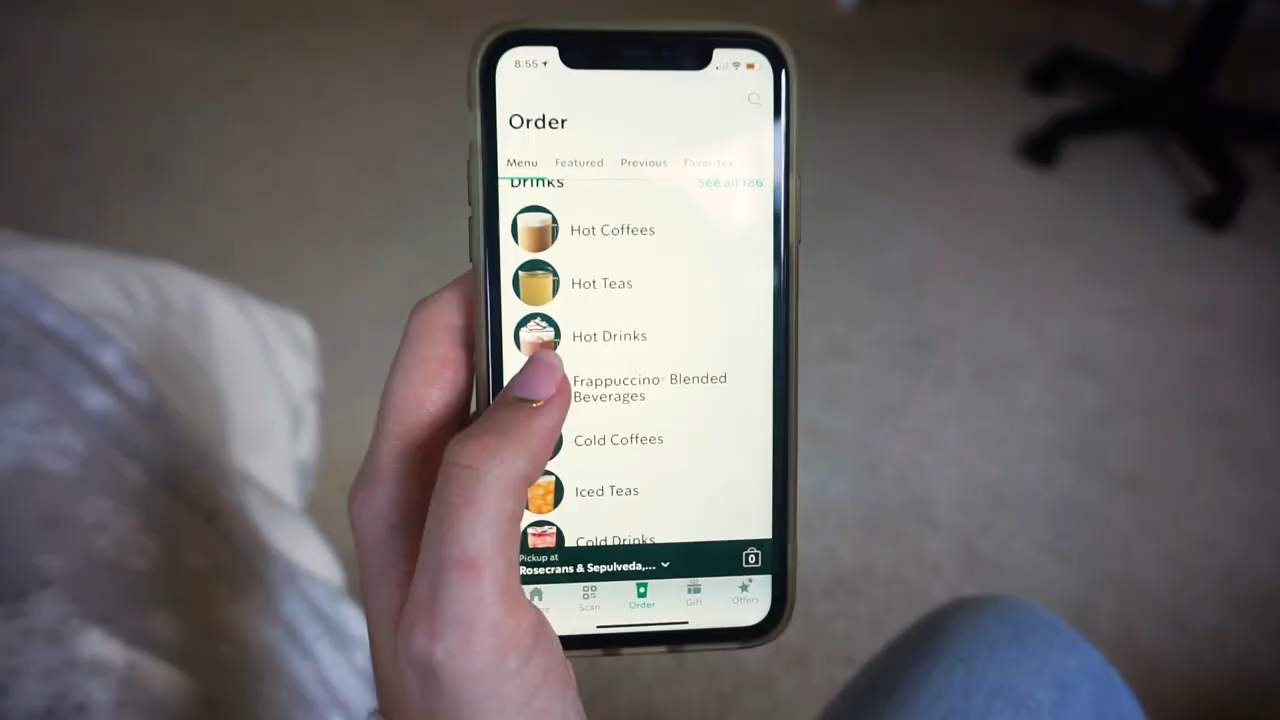 8:55
Order
Menu Featured Previous Favorites
Drinks See all 186
Hot Coffees
Hot Teas
Hot Drinks
Frappuccino® Blended
Beverages
Cold Coffees
Iced Teas
Cold Drinks
Pickup at
Rosecrans & Sepulveda,...
0
Scan Order Gift Offers